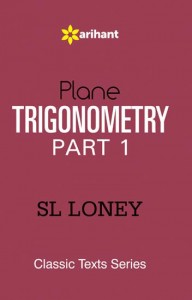 arihant
Plane
TRIGONOMETRY
PART 1
SL LONEY
Classic Texts Series